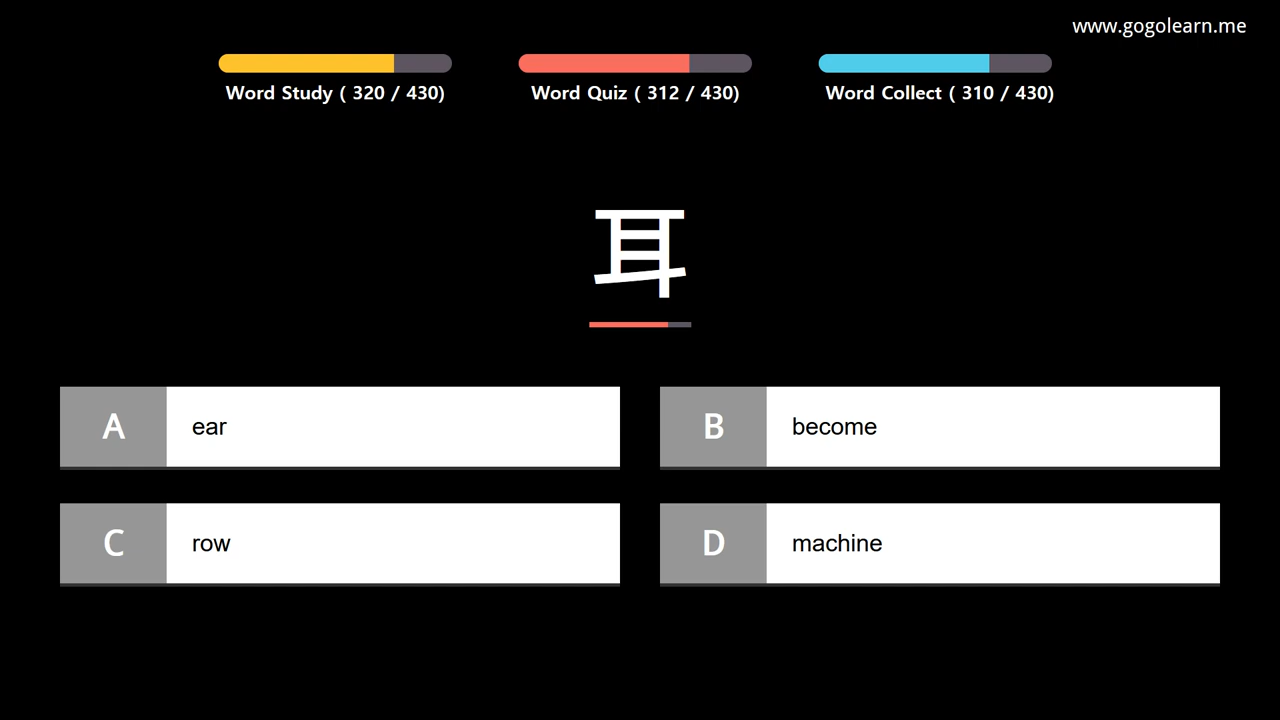 www.gogolearn.me
Word Study ( 320 / 430)
Word Quiz ( 312 / 430)
Word Collect ( 310 / 430)
耳
A ear
B become
C row
D machine